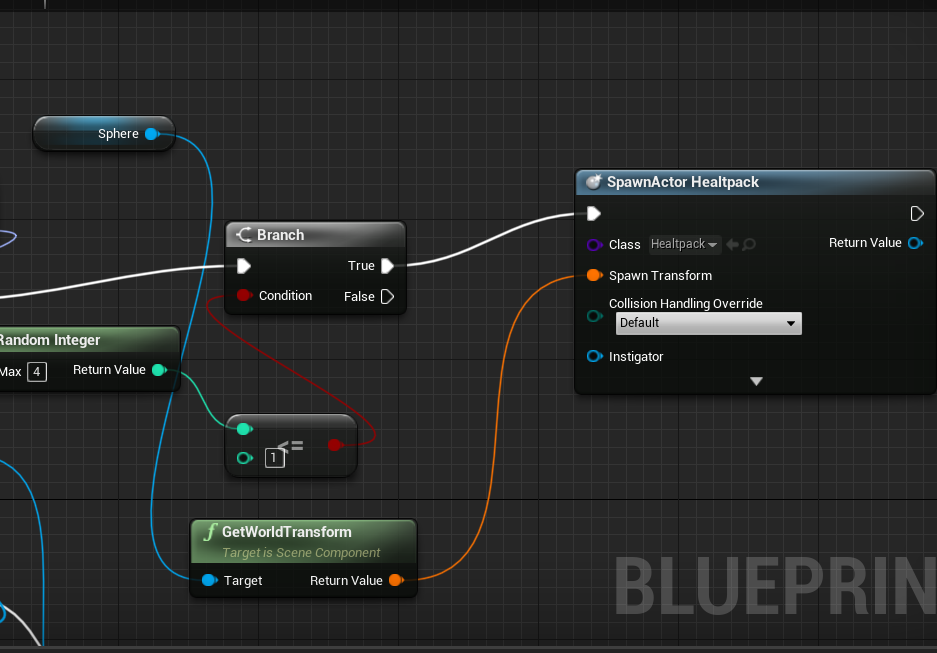 Sphere
SpawnActor Healtpack
Branch
Class Healtpack
Return Value
True
Spawn Transform
Condition
False
Collision Handling Override
Default
Random Integer
Max 4
Return Value
Instigator
<=
1
GetWorldTransform
Target is Scene Component
Target
Return Value
BLUEPRIN